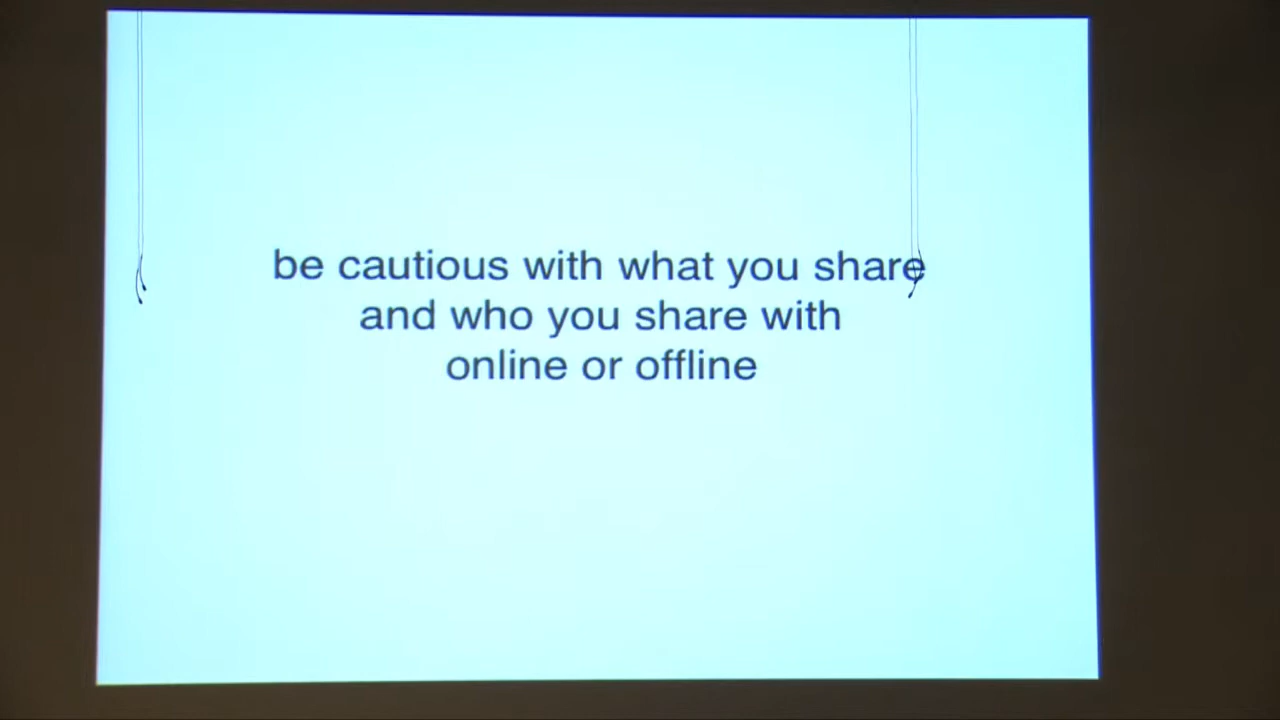 be cautious with what you share
and who you share with
online or offline